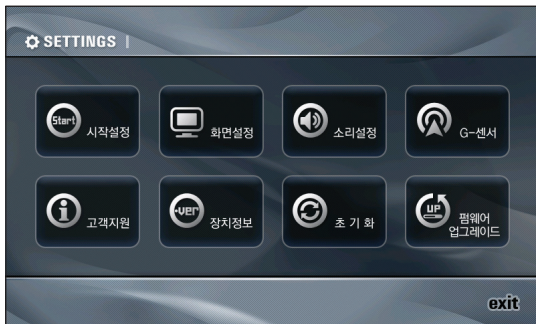 SETTINGS
Start
시작설정
화면설정
소리설정
G-센서
고객지원
·ver
장치정보
초 기 화
UP
펌웨어
업그레이드
exit